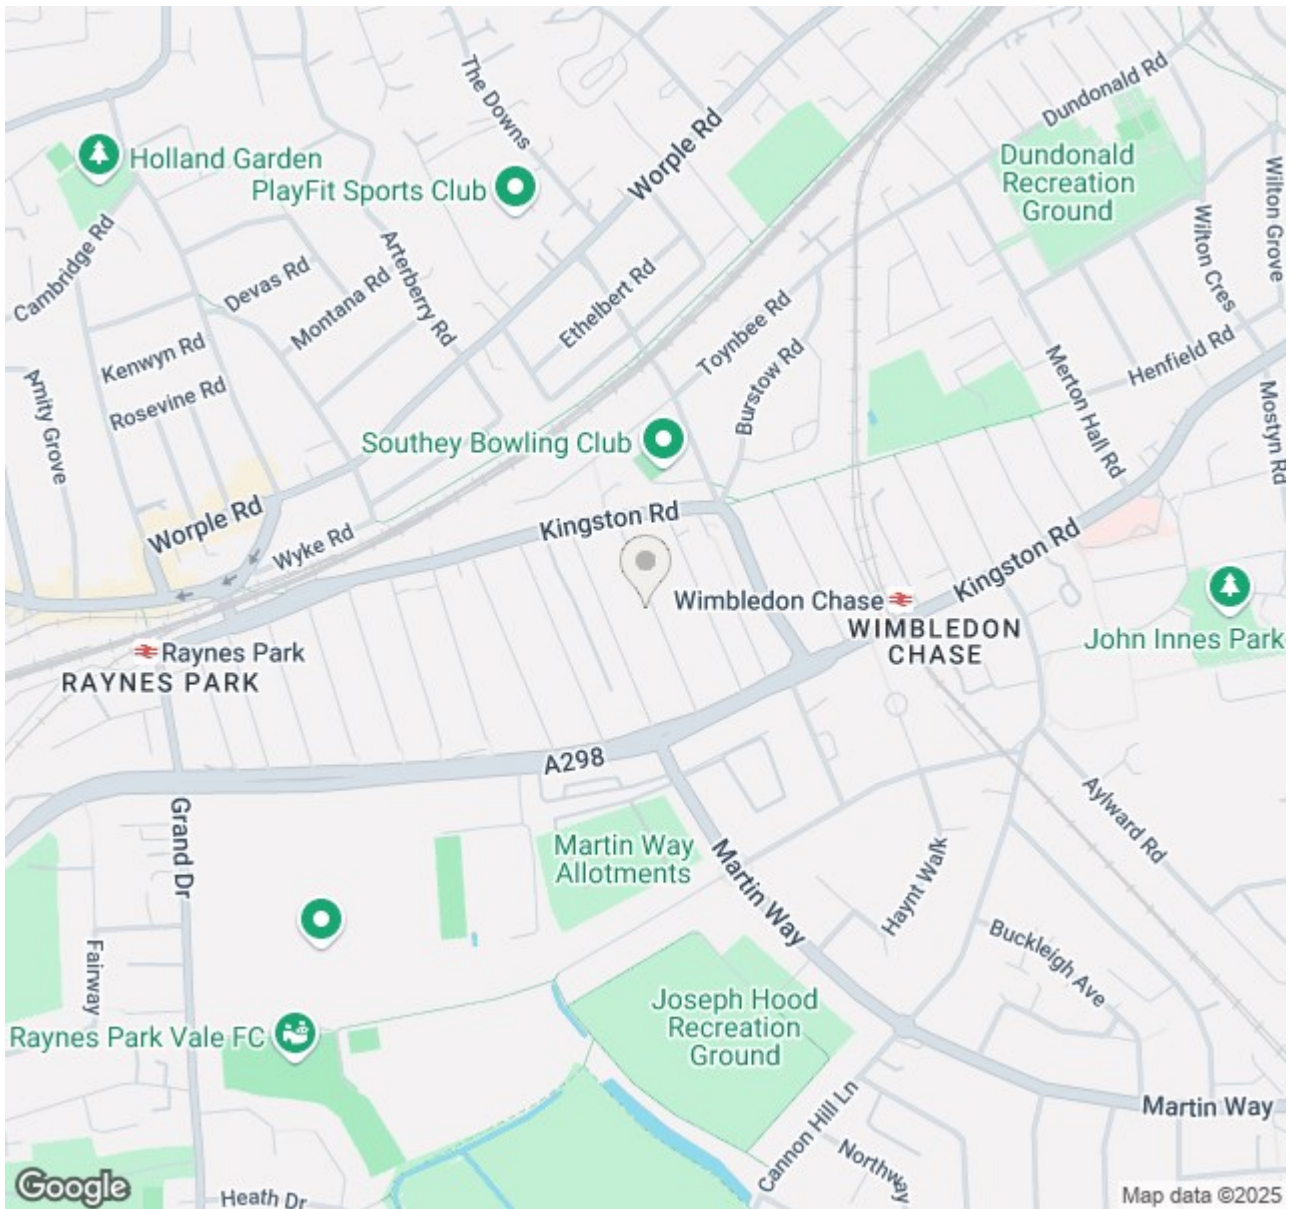 The Downs
Worple Rd
Dundonald Rd
Holland Garden
PlayFit Sports Club
Dundonald
Recreation
Ground
Wilton Grove
Wilton Cres
Cambridge Rd
Devas Rd
Montana Rd
Arterberry Rd
Ethelbert Rd
Toynbee Rd
Burstow Rd
Kenwyn Rd
Rosevine Rd
Amity Grove
Merton Hall Rd
Henfield Rd
Mostyn Rd
Southey Bowling Club
Worple Rd
Wyke Rd
Kingston Rd
Kingston Rd
Wimbledon Chase
WIMBLEDON
CHASE
John Innes Park
Raynes Park
RAYNES PARK
A298
Grand Dr
Martin Way
Allotments
Martin Way
Haynt Walk
Aylward Rd
Buckleigh Ave
Fairway
Joseph Hood
Recreation
Ground
Raynes Park Vale FC
Cannon Hill Ln
Martin Way
Northway
Heath Dr
Google
Map data ©2025